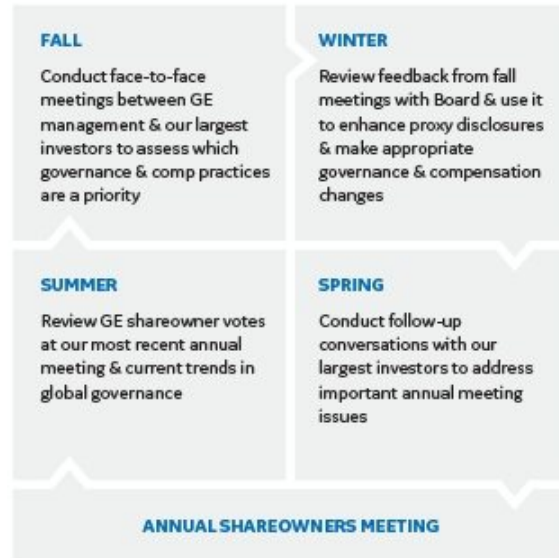 FALL
Conduct face-to-face
meetings between GE
management & our largest
investors to assess which
governance & comp practices
are a priority
WINTER
Review feedback from fall
meetings with Board & use it
to enhance proxy disclosures
& make appropriate
governance & compensation
changes
SUMMER
Review GE shareowner votes
at our most recent annual
meeting & current trends in
global governance
SPRING
Conduct follow-up
conversations with our
largest investors to address
important annual meeting
issues
ANNUAL SHAREOWNERS MEETING